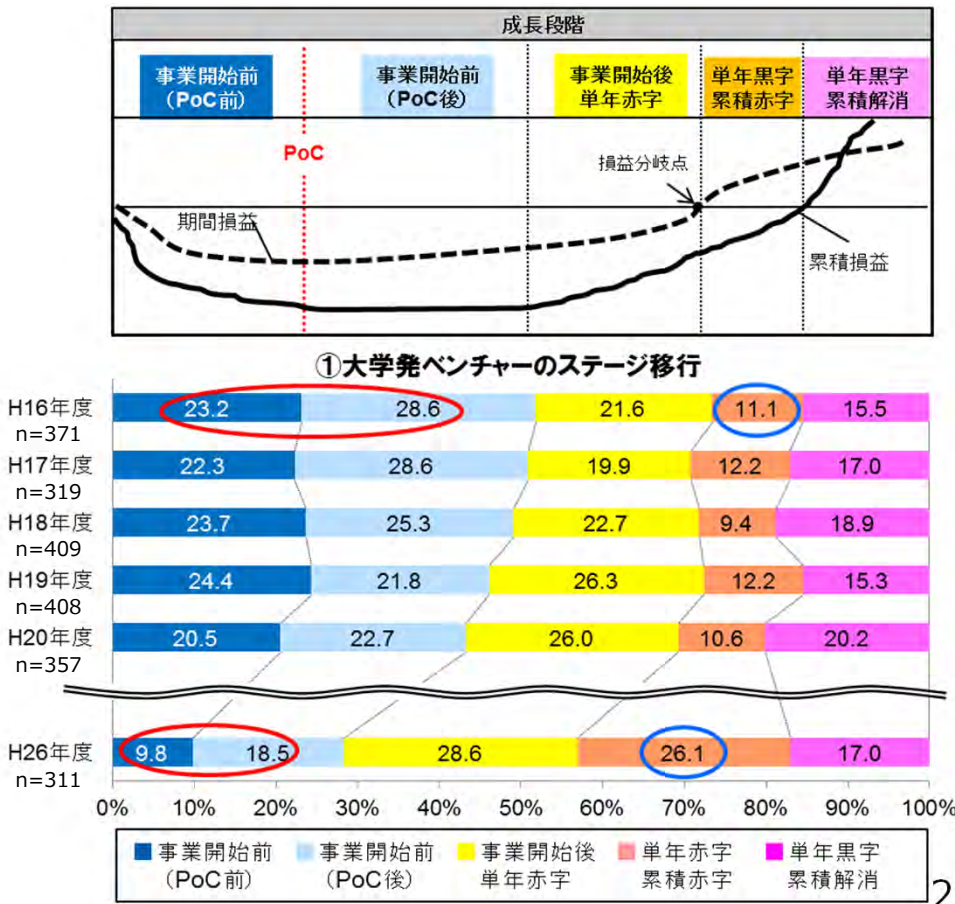 成長段階
事業開始前
(PoC前)
事業開始前
(PoC後)
事業開始後
単年赤字
単年黒字
累積赤字
単年黒字
累積解消
PoC
損益分岐点
期間損益
累積損益
①大学発ベンチャーのステージ移行
H16年度
n=371
23.2 28.6 21.6 11.1 15.5
H17年度
n=319
22.3 28.6 19.9 12.2 17.0
H18年度
n=409
23.7 25.3 22.7 9.4 18.9
H19年度
n=408
24.4 21.8 26.3 12.2 15.3
H20年度
n=357
20.5 22.7 26.0 10.6 20.2
H26年度
n=311
9.8 18.5 28.6 26.1 17.0
0% 10% 20% 30% 40% 50% 60% 70% 80% 90% 100%
事業開始前
(PoC前)
事業開始前
(PoC後)
事業開始後
単年赤字
単年赤字
累積赤字
単年黒字
累積解消
2